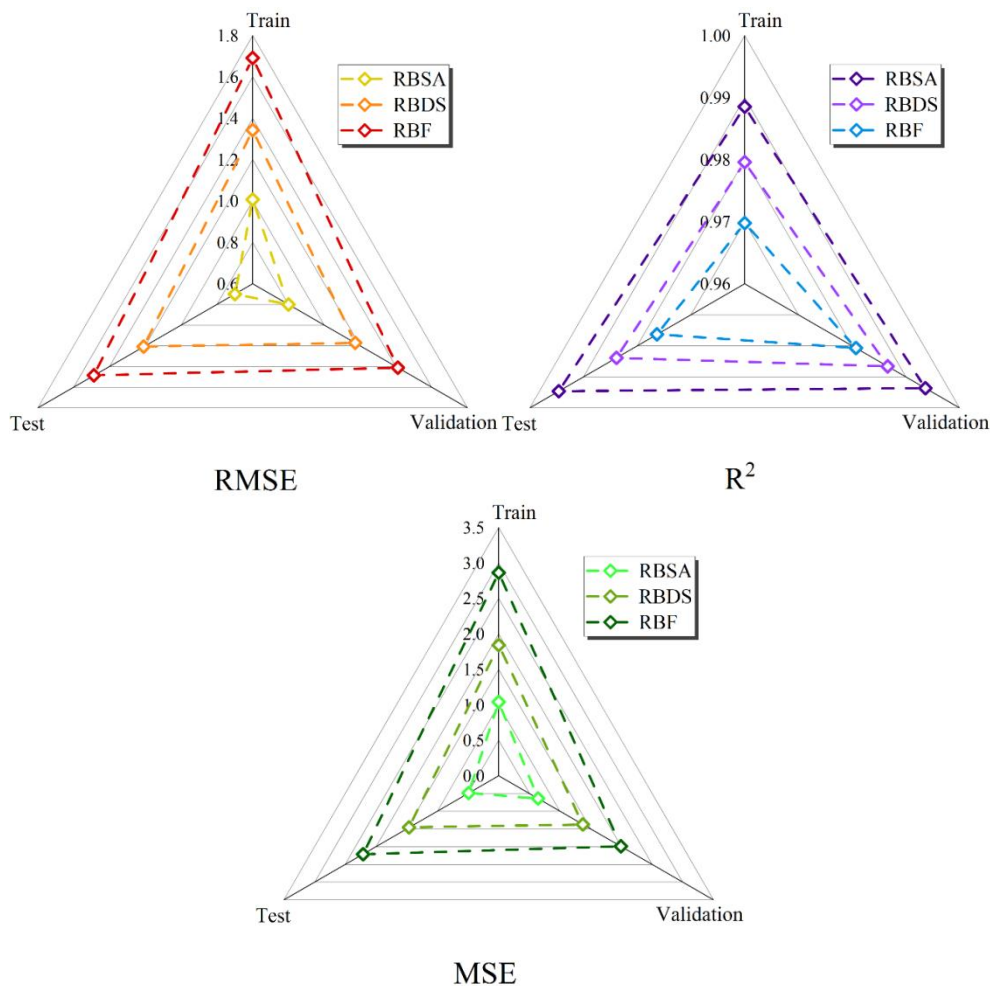 Train
1.8
1.6
1.4
1.2
1.0
0.8
0.6
RBSA
RBDS
RBF
Test
Validation
RMSE
Train
1.00
0.99
0.98
0.97
0.96
RBSA
RBDS
RBF
Test
Validation
R²
Train
3.5
3.0
2.5
2.0
1.5
1.0
0.5
0.0
RBSA
RBDS
RBF
Test
Validation
MSE